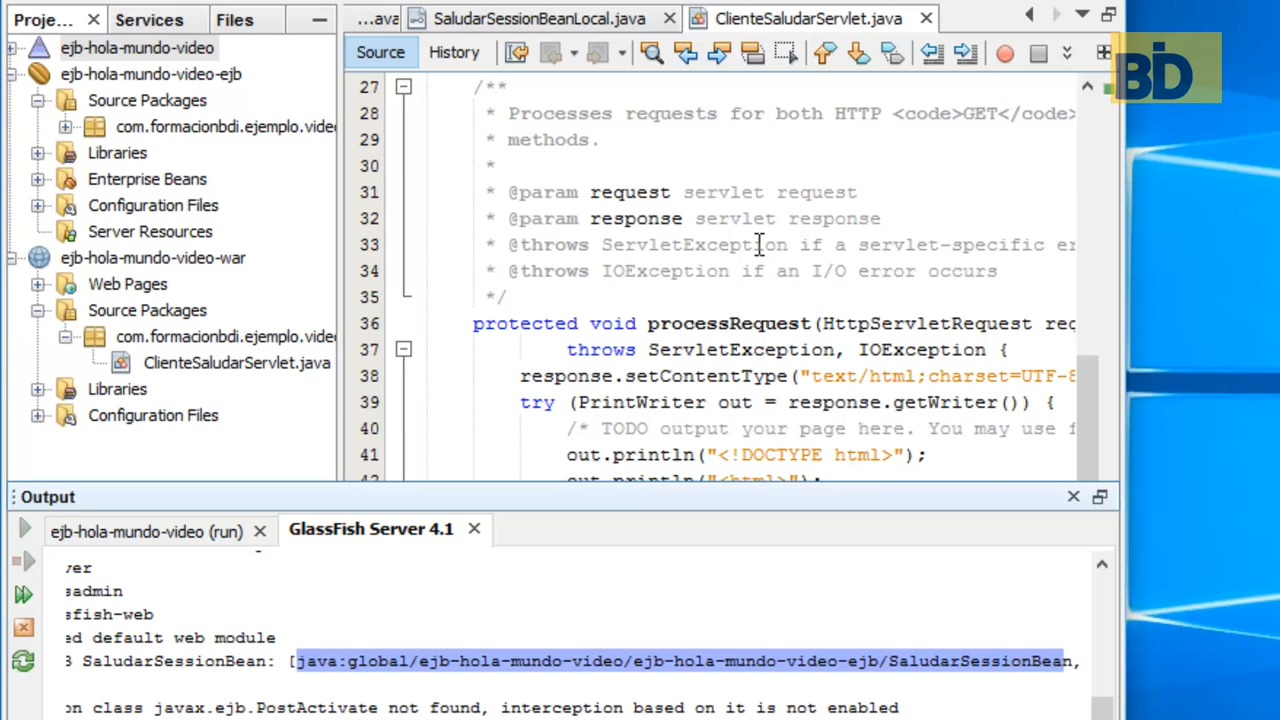 Proje...
Services
Files
ejb-hola-mundo-video
ejb-hola-mundo-video-ejb
Source Packages
com.formacionbdi.ejemplo.vide
Libraries
Enterprise Beans
Configuration Files
Server Resources
ejb-hola-mundo-video-war
Web Pages
Source Packages
com.formacionbdi.ejemplo.vide
ClienteSaludarServlet.java
Libraries
Configuration Files
...ava
SaludarSessionBeanLocal.java
ClienteSaludarServlet.java
Source
History
BDI
27 /**
28 * Processes requests for both HTTP <code>GET</code>
29 * methods.
30 *
31 * @param request servlet request
32 * @param response servlet response
33 * @throws ServletException if a servlet-specific er
34 * @throws IOException if an I/O error occurs
35 */
36 protected void processRequest(HttpServletRequest req
37 throws ServletException, IOException {
38 response.setContentType("text/html;charset=UTF-8
39 try (PrintWriter out = response.getWriter()) {
40 /* TODO output your page here. You may use f
41 out.println("<!DOCTYPE html>");
42 out.println("<html>");
Output
ejb-hola-mundo-video (run)
GlassFish Server 4.1
ver
admin
sfish-web
ed default web module
B SaludarSessionBean: [java:global/ejb-hola-mundo-video/ejb-hola-mundo-video-ejb/SaludarSessionBean,
on class javax.ejb.PostActivate not found, interception based on it is not enabled